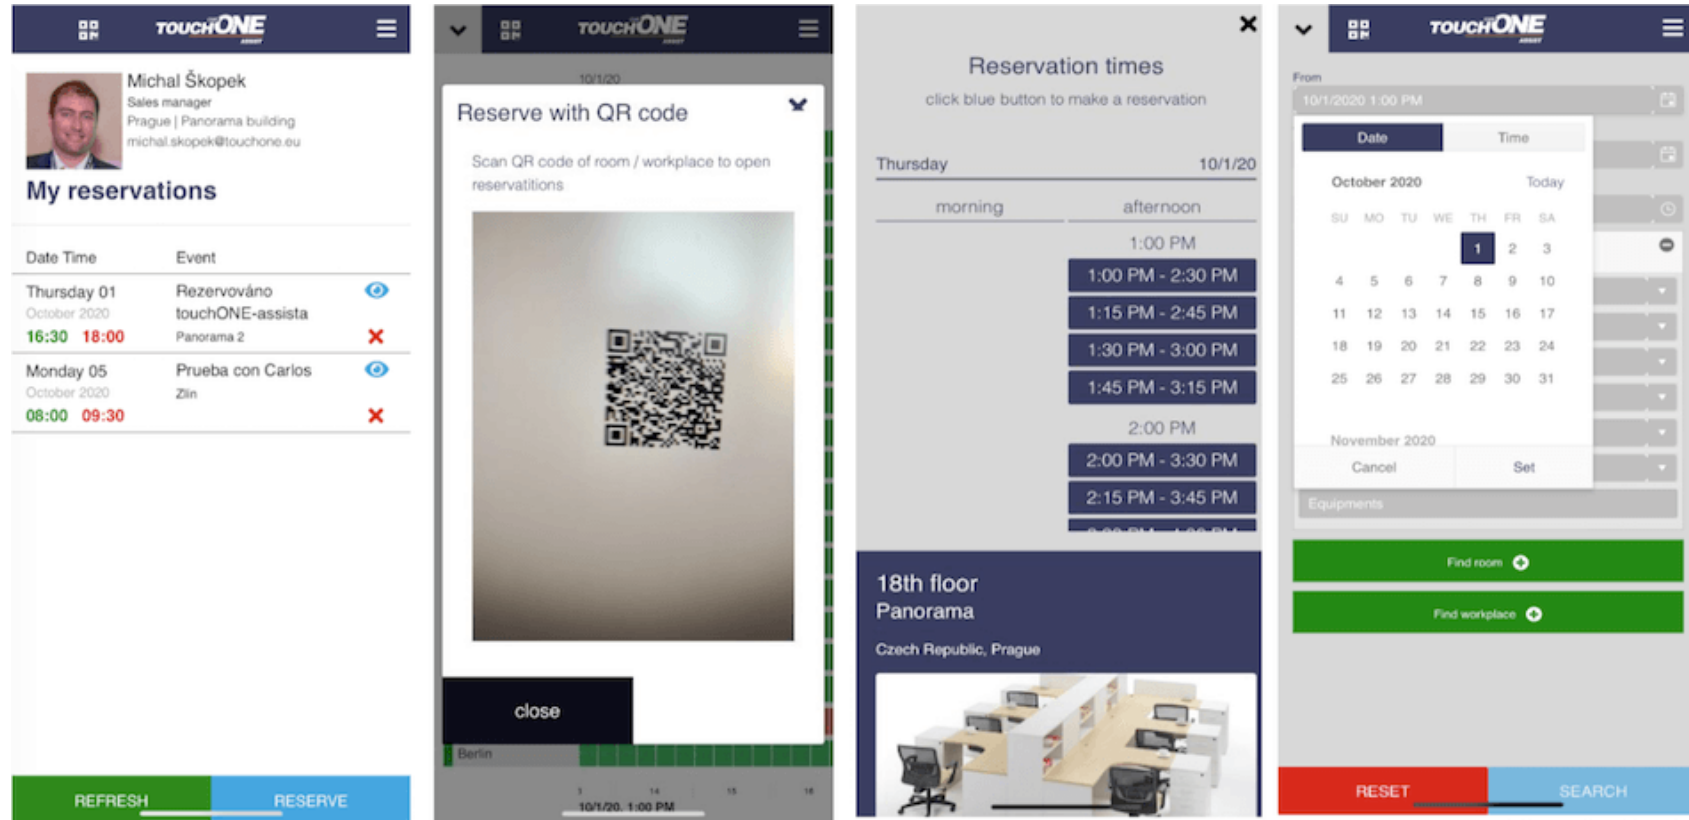 TOUCHONE
ASSIST
Michal Škopek
Sales manager
Prague | Panorama building
michal.skopek@touchone.eu
My reservations
Date Time Event
Thursday 01 Rezervováno
October 2020 touchONE-assista
16:30 18:00 Panorama 2
Monday 05 Prueba con Carlos
October 2020 Zlín
08:00 09:30
REFRESH RESERVE
TOUCHONE
ASSIST
10/1/20
Reserve with QR code
Scan QR code of room / workplace to open
reservatitions
close
Berlin
14 15 16
10/1/20. 1:00 PM
Reservation times
click blue button to make a reservation
Thursday 10/1/20
morning afternoon
1:00 PM
1:00 PM - 2:30 PM
1:15 PM - 2:45 PM
1:30 PM - 3:00 PM
1:45 PM - 3:15 PM
2:00 PM
2:00 PM - 3:30 PM
2:15 PM - 3:45 PM
18th floor
Panorama
Czech Republic, Prague
TOUCHONE
ASSIST
From
10/1/2020 1:00 PM
Date Time
October 2020 Today
SU MO TU WE TH FR SA
1 2 3
4 5 6 7 8 9 10
11 12 13 14 15 16 17
18 19 20 21 22 23 24
25 26 27 28 29 30 31
November 2020
Cancel Set
Equipments
Find room
Find workplace
RESET SEARCH